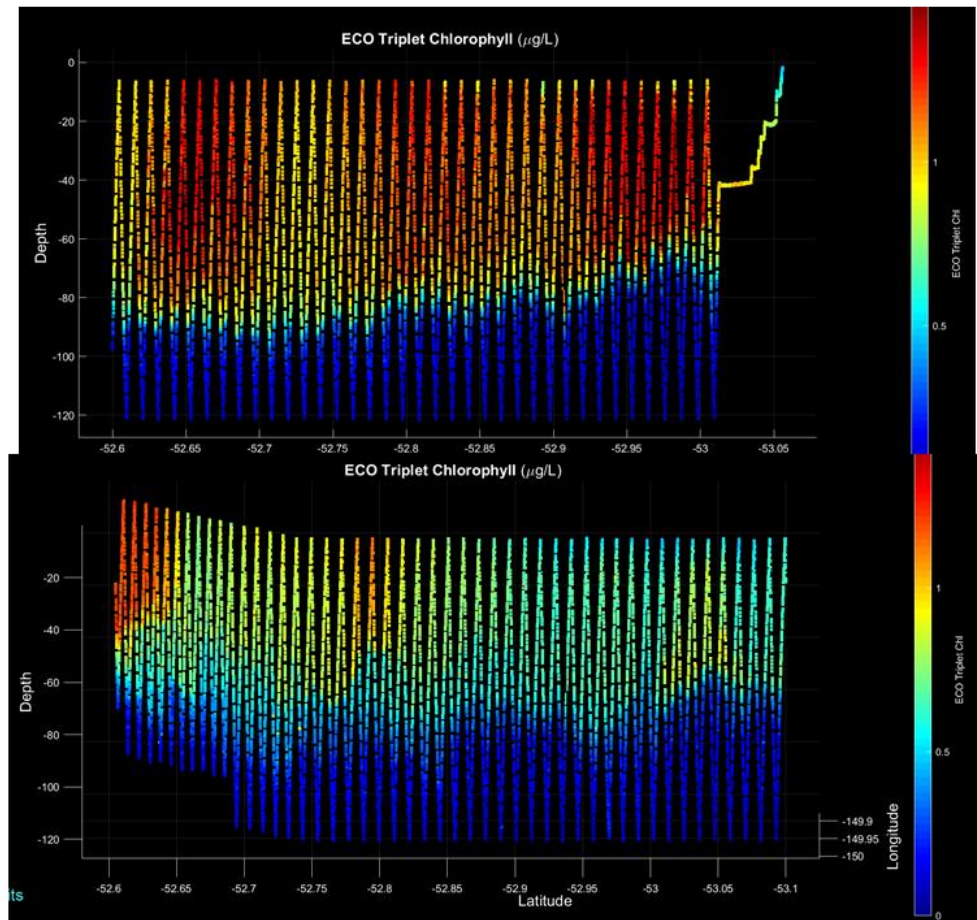 ECO Triplet Chlorophyll (μg/L)
0
-20
-40
-60
-80
-100
-120
Depth
-52.6 -52.65 -52.7 -52.75 -52.8 -52.85 -52.9 -52.95 -53 -53.05
1
0.5
ECO Triplet Chl
ECO Triplet Chlorophyll (μg/L)
-20
-40
-60
-80
-100
-120
Depth
-52.6 -52.65 -52.7 -52.75 -52.8 -52.85 -52.9 -52.95 -53 -53.05 -53.1
Latitude
-149.9
-149.95
-150
Longitude
1
0.5
0
ECO Triplet Chl
its